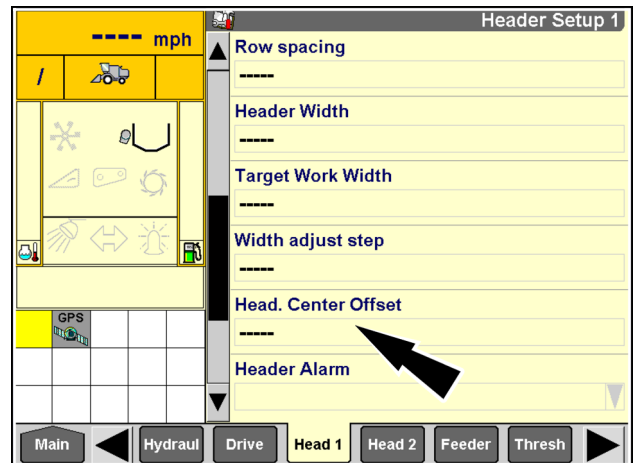 ---- mph
Header Setup 1
/
Row spacing
-----
Header Width
-----
Target Work Width
-----
Width adjust step
-----
Head. Center Offset
-----
Header Alarm
GPS
Main
Hydraul
Drive
Head 1
Head 2
Feeder
Thresh